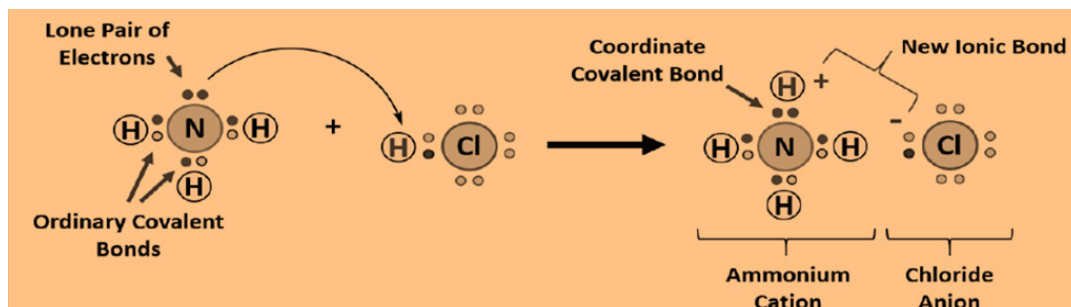 Lone Pair of
Electrons
H N H
H
+
H Cl
Ordinary Covalent
Bonds
Coordinate
Covalent Bond
New Ionic Bond
H +
H N H
H
- Cl
Ammonium
Cation
Chloride
Anion